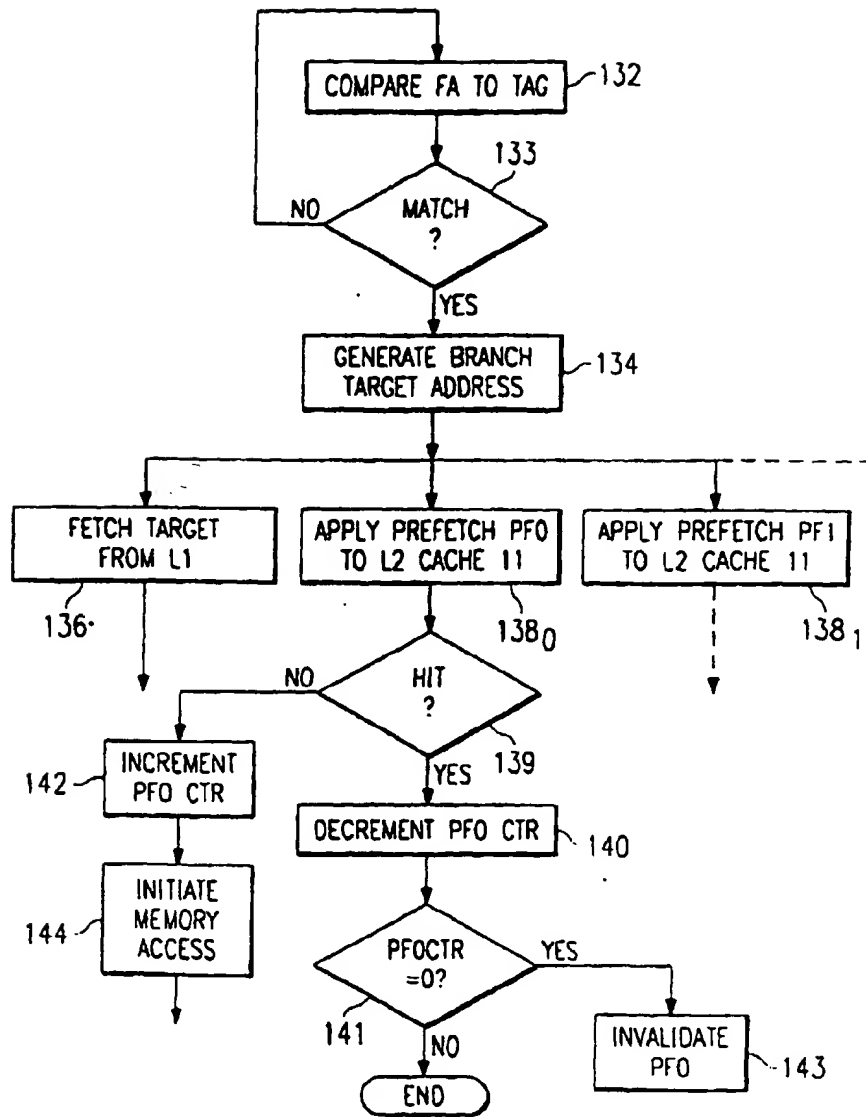 COMPARE FA TO TAG
132
133
MATCH
?
NO
YES
GENERATE BRANCH
TARGET ADDRESS
134
FETCH TARGET
FROM L1
136
APPLY PREFETCH PF0
TO L2 CACHE 11
138 0
APPLY PREFETCH PF1
TO L2 CACHE 11
138 1
HIT
?
139
NO
YES
142
INCREMENT
PF0 CTR
DECREMENT PF0 CTR
140
144
INITIATE
MEMORY
ACCESS
PF0CTR
=0?
141
YES
NO
INVALIDATE
PF0
143
END